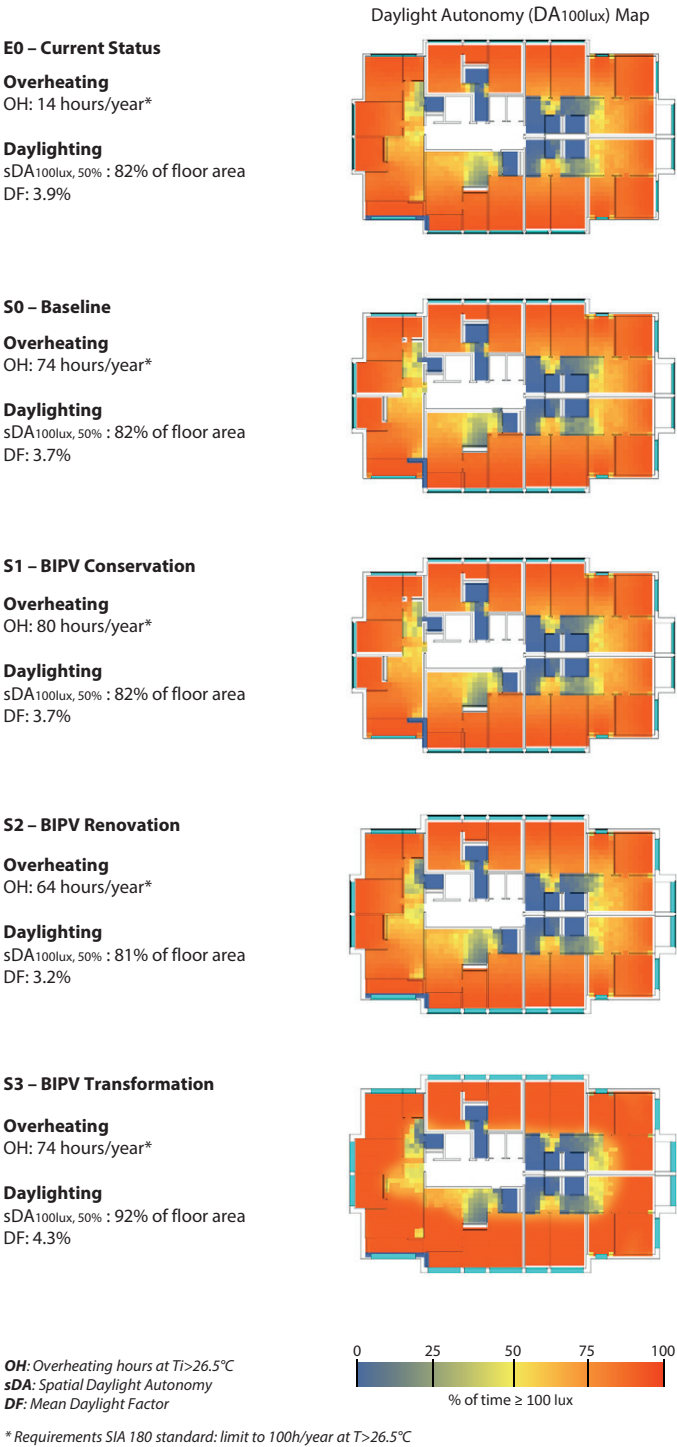 Daylight Autonomy (DA100lux) Map
E0 – Current Status
Overheating
OH: 14 hours/year*
Daylighting
sDA100lux, 50% : 82% of floor area
DF: 3.9%
S0 – Baseline
Overheating
OH: 74 hours/year*
Daylighting
sDA100lux, 50% : 82% of floor area
DF: 3.7%
S1 – BIPV Conservation
Overheating
OH: 80 hours/year*
Daylighting
sDA100lux, 50% : 82% of floor area
DF: 3.7%
S2 – BIPV Renovation
Overheating
OH: 64 hours/year*
Daylighting
sDA100lux, 50% : 81% of floor area
DF: 3.2%
S3 – BIPV Transformation
Overheating
OH: 74 hours/year*
Daylighting
sDA100lux, 50% : 92% of floor area
DF: 4.3%
0 25 50 75 100
% of time ≥ 100 lux
OH: Overheating hours at Ti>26.5°C
sDA: Spatial Daylight Autonomy
DF: Mean Daylight Factor
* Requirements SIA 180 standard: limit to 100h/year at T>26.5°C